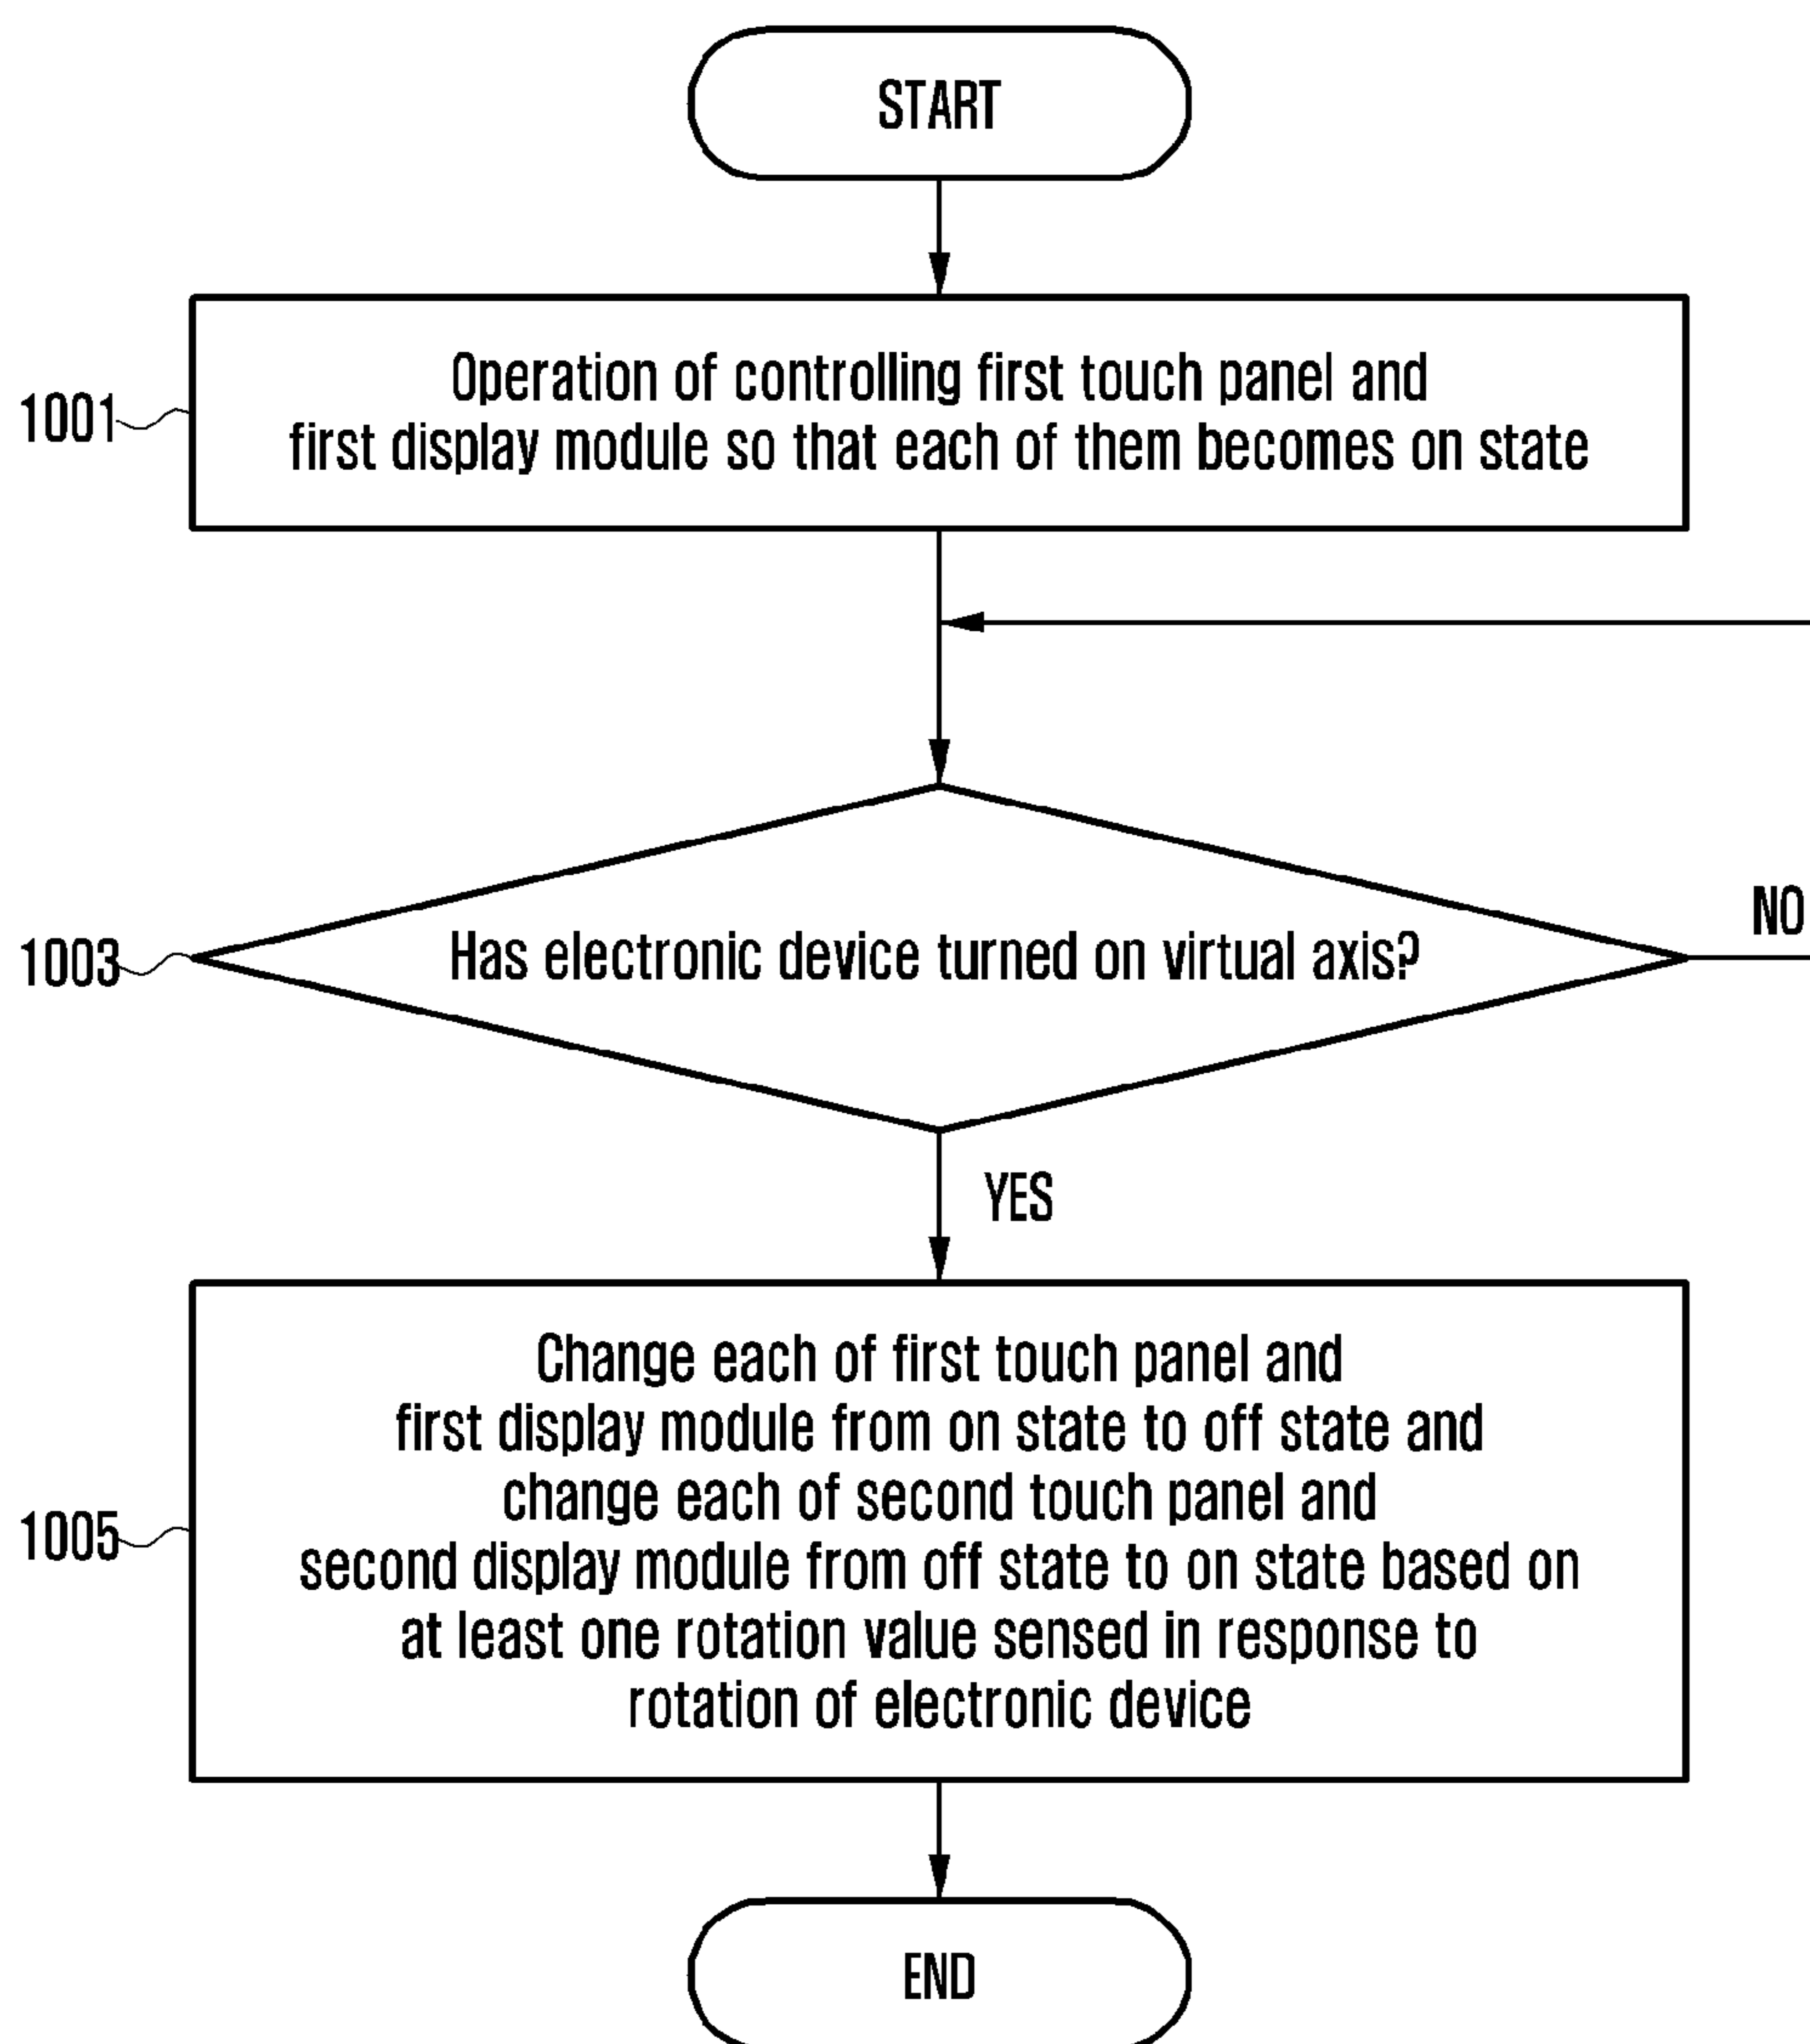 START
1001
Operation of controlling first touch panel and
first display module so that each of them becomes on state
1003
Has electronic device turned on virtual axis?
NO
YES
1005
Change each of first touch panel and
first display module from on state to off state and
change each of second touch panel and
second display module from off state to on state based on
at least one rotation value sensed in response to
rotation of electronic device
END